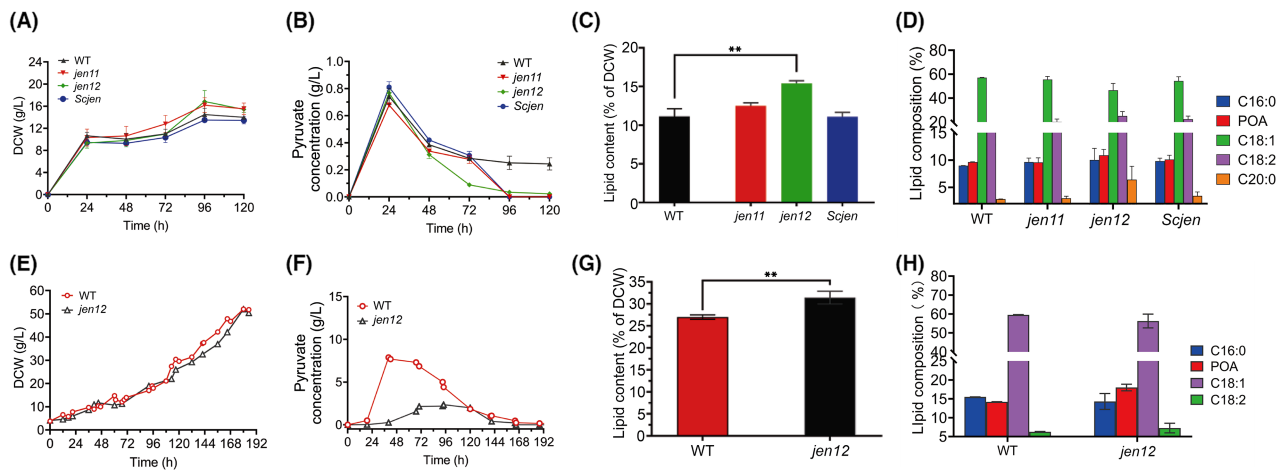 (A)
DCW (g/L)
24
20
16
12
8
4
0
0 24 48 72 96 120
Time (h)
WT
jen11
jen12
Scjen
(B)
Pyruvate
concentration (g/L)
1.0
0.8
0.6
0.4
0.2
0.0
0 24 48 72 96 120
Time (h)
WT
jen11
jen12
Scjen
(C)
Lipid content (% of DCW)
20
15
10
5
0
**
WT jen11 jen12 Scjen
(D)
LIpid composition (%)
80
60
40
20
15
10
5
WT jen11 jen12 Scjen
C16:0
POA
C18:1
C18:2
C20:0
(E)
DCW (g/L)
60
50
40
30
20
10
0
0 24 48 72 96 120 144 168 192
Time (h)
WT
jen12
(F)
Pyruvate
concentration (g/L)
15
10
5
0
0 24 48 72 96 120 144 168 192
Time (h)
WT
jen12
(G)
Lipid content (% of DCW)
35
30
25
20
15
10
5
0
**
WT jen12
(H)
LIpid composition ( %)
80
70
60
50
40
25
20
15
10
5
WT jen12
C16:0
POA
C18:1
C18:2